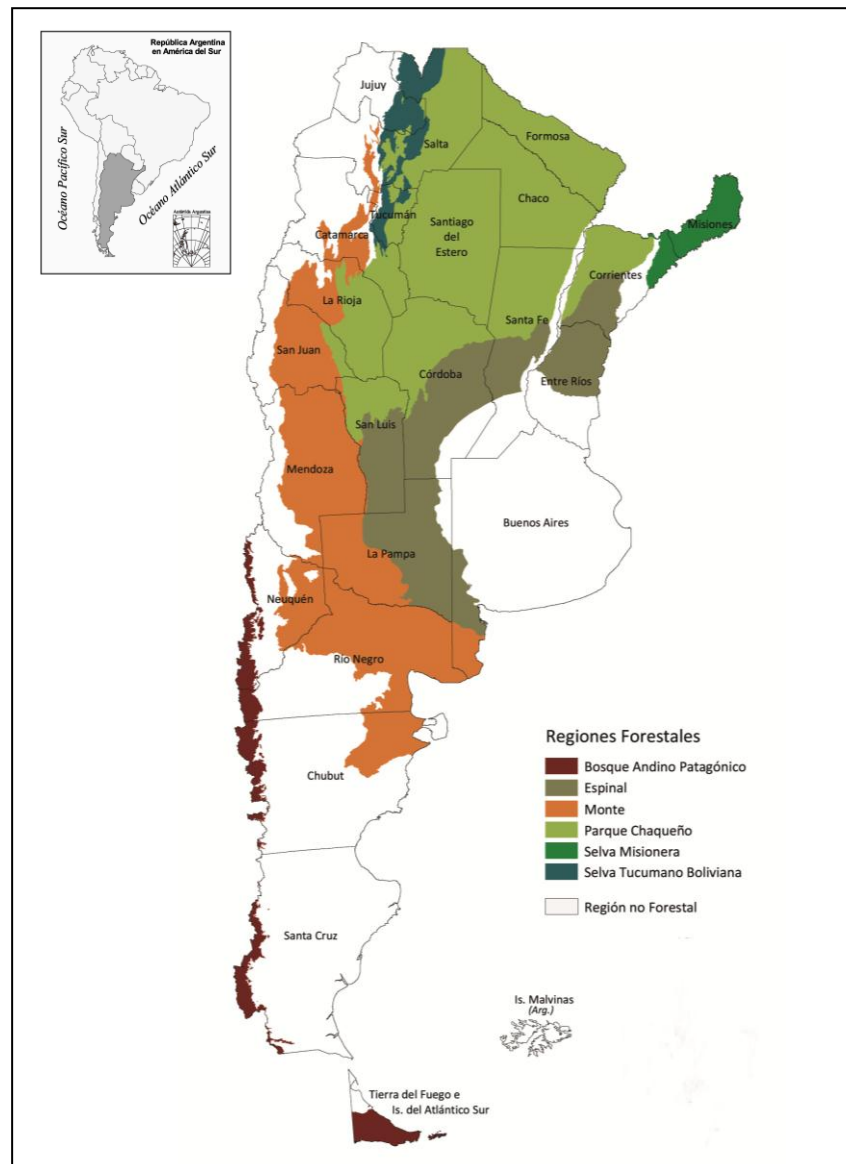 República Argentina
en América del Sur
Océano Pacífico Sur
Océano Atlántico Sur
Antártida Argentina
Jujuy
Salta
Formosa
Chaco
Misiones
Tucumán
Santiago
del
Estero
Catamarca
Corrientes
La Rioja
Santa Fe
San Juan
Córdoba
Entre Ríos
San Luis
Mendoza
Buenos Aires
La Pampa
Neuquén
Río Negro
Chubut
Santa Cruz
Regiones Forestales
Bosque Andino Patagónico
Espinal
Monte
Parque Chaqueño
Selva Misionera
Selva Tucumano Boliviana
Región no Forestal
Is. Malvinas
(Arg.)
Tierra del Fuego e
Is. del Atlántico Sur